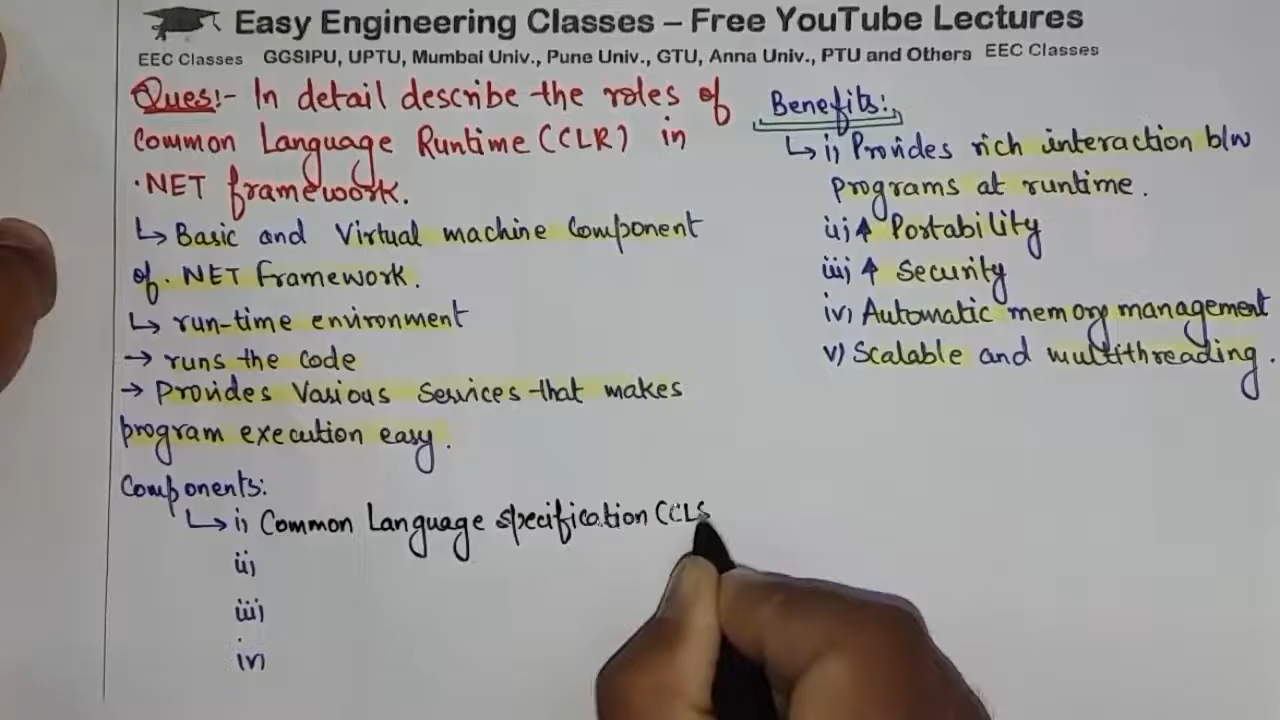 Easy Engineering Classes – Free YouTube Lectures
EEC Classes GGSIPU, UPTU, Mumbai Univ., Pune Univ., GTU, Anna Univ., PTU and Others EEC Classes
Ques:- In detail describe the roles of
Common Language Runtime (CLR) in
.NET framework.
↳ Basic and Virtual machine Component
of .NET Framework.
↳ run-time environment
→ runs the code
→ Provides Various Services that makes
program execution easy.
Components:
↳ i) Common Language Specification (CLS
ii)
iii)
iv)
Benefits:
↳ i) Provides rich interaction b/w
programs at runtime.
ii) ↑ Portability
iii) ↑ Security
iv) Automatic memory management
v) Scalable and multithreading.